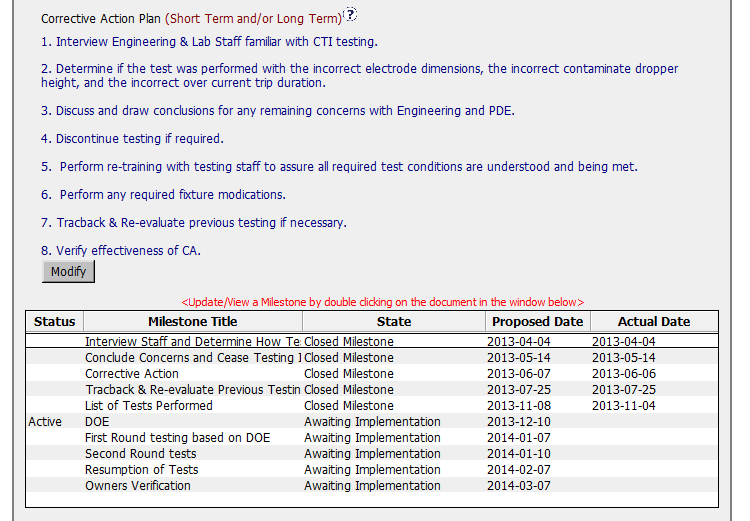 Corrective Action Plan (Short Term and/or Long Term) ?
1. Interview Engineering & Lab Staff familiar with CTI testing.
2. Determine if the test was performed with the incorrect electrode dimensions, the incorrect contaminate dropper
height, and the incorrect over current trip duration.
3. Discuss and draw conclusions for any remaining concerns with Engineering and PDE.
4. Discontinue testing if required.
5. Perform re-training with testing staff to assure all required test conditions are understood and being met.
6. Perform any required fixture modications.
7. Tracback & Re-evaluate previous testing if necessary.
8. Verify effectiveness of CA.
Modify
<Update/View a Milestone by double clicking on the document in the window below>
Status Milestone Title State Proposed Date Actual Date
Interview Staff and Determine How Te Closed Milestone 2013-04-04 2013-04-04
Conclude Concerns and Cease Testing I Closed Milestone 2013-05-14 2013-05-14
Corrective Action Closed Milestone 2013-06-07 2013-06-06
Tracback & Re-evaluate Previous Testin Closed Milestone 2013-07-25 2013-07-25
List of Tests Performed Closed Milestone 2013-11-08 2013-11-04
Active DOE Awaiting Implementation 2013-12-10
First Round testing based on DOE Awaiting Implementation 2014-01-07
Second Round tests Awaiting Implementation 2014-01-10
Resumption of Tests Awaiting Implementation 2014-02-07
Owners Verification Awaiting Implementation 2014-03-07